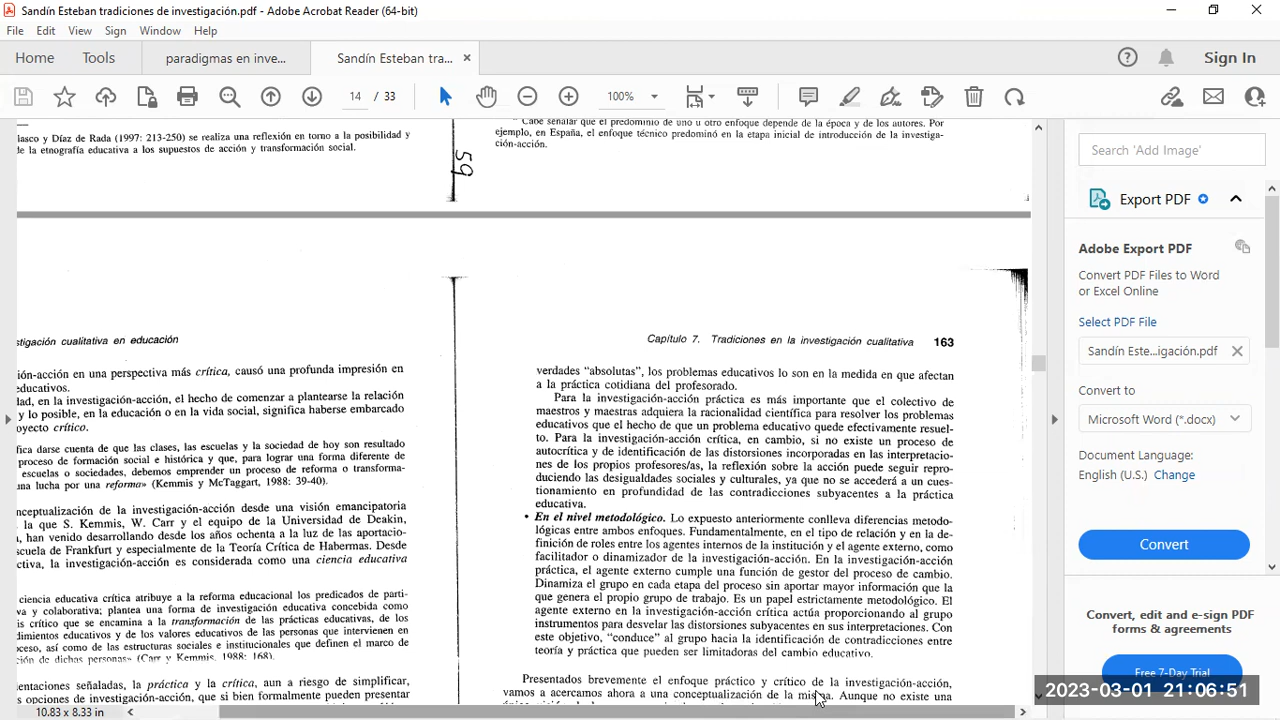 Sandín Esteban tradiciones de investigación.pdf - Adobe Acrobat Reader (64-bit)
File Edit View Sign Window Help
Home Tools paradigmas en inve... Sandín Esteban tra... ×
14 / 33 100%
Sign In
lasco y Díaz de Rada (1997: 213-250) se realiza una reflexión en torno a la posibilidad y
de la etnografía educativa a los supuestos de acción y transformación social.
59
Cabe señalar que el predominio de uno u otro enfoque depende de la época y de los autores. Por
ejemplo, en España, el enfoque técnico predominó en la etapa inicial de introducción de la investiga-
ción-acción.
stigación cualitativa en educación
ión-acción en una perspectiva más crítica, causó una profunda impresión en
educativos.
dad, en la investigación-acción, el hecho de comenzar a plantearse la relación
y lo posible, en la educación o en la vida social, significa haberse embarcado
oyecto crítico.
fica darse cuenta de que las clases, las escuelas y la sociedad de hoy son resultado
proceso de formación social e histórica y que, para lograr una forma diferente de
escuelas o sociedades, debemos emprender un proceso de reforma o transforma-
una lucha por una reforma» (Kemmis y McTaggart, 1988: 39-40).
nceptualización de la investigación-acción desde una visión emancipatoria
la que S. Kemmis, W. Carr y el equipo de la Universidad de Deakin,
, han venido desarrollando desde los años ochenta a la luz de las aportacio-
scuela de Frankfurt y especialmente de la Teoría Crítica de Habermas. Desde
ctiva, la investigación-acción es considerada como una ciencia educativa
ciencia educativa crítica atribuye a la reforma educacional los predicados de parti-
va y colaborativa; plantea una forma de investigación educativa concebida como
is crítico que se encamina a la transformación de las prácticas educativas, de los
dimientos educativos y de los valores educativos de las personas que intervienen en
ceso, así como de las estructuras sociales e institucionales que definen el marco de
ción de dichas personas» (Carr y Kemmis, 1988: 168).
entaciones señaladas, la práctica y la crítica, aun a riesgo de simplificar,
s opciones de investigación-acción, que si bien formalmente pueden presentar
Capítulo 7. Tradiciones en la investigación cualitativa 163
verdades “absolutas”, los problemas educativos lo son en la medida en que afectan
a la práctica cotidiana del profesorado.
Para la investigación-acción práctica es más importante que el colectivo de
maestros y maestras adquiera la racionalidad científica para resolver los problemas
educativos que el hecho de que un problema educativo quede efectivamente resuel-
to. Para la investigación-acción crítica, en cambio, si no existe un proceso de
autocrítica y de identificación de las distorsiones incorporadas en las interpretacio-
nes de los propios profesores/as, la reflexión sobre la acción puede seguir repro-
duciendo las desigualdades sociales y culturales, ya que no se accederá a un cues-
tionamiento en profundidad de las contradicciones subyacentes a la práctica
educativa.
• En el nivel metodológico. Lo expuesto anteriormente conlleva diferencias metodo-
lógicas entre ambos enfoques. Fundamentalmente, en el tipo de relación y en la de-
finición de roles entre los agentes internos de la institución y el agente externo, como
facilitador o dinamizador de la investigación-acción. En la investigación-acción
práctica, el agente externo cumple una función de gestor del proceso de cambio.
Dinamiza el grupo en cada etapa del proceso sin aportar mayor información que la
que genera el propio grupo de trabajo. Es un papel estrictamente metodológico. El
agente externo en la investigación-acción crítica actúa proporcionando al grupo
instrumentos para desvelar las distorsiones subyacentes en sus interpretaciones. Con
este objetivo, “conduce” al grupo hacia la identificación de contradicciones entre
teoría y práctica que pueden ser limitadoras del cambio educativo.
Presentados brevemente el enfoque práctico y crítico de la investigación-acción,
vamos a acercarnos ahora a una conceptualización de la misma. Aunque no existe una
10.83 x 8.33 in
Search 'Add Image'
Export PDF
Adobe Export PDF
Convert PDF Files to Word
or Excel Online
Select PDF File
Sandín Este...igación.pdf ×
Convert to
Microsoft Word (*.docx)
Document Language:
English (U.S.) Change
Convert
Convert, edit and e-sign PDF
forms & agreements
Free 7-Day Trial
2023-03-01 21:06:51